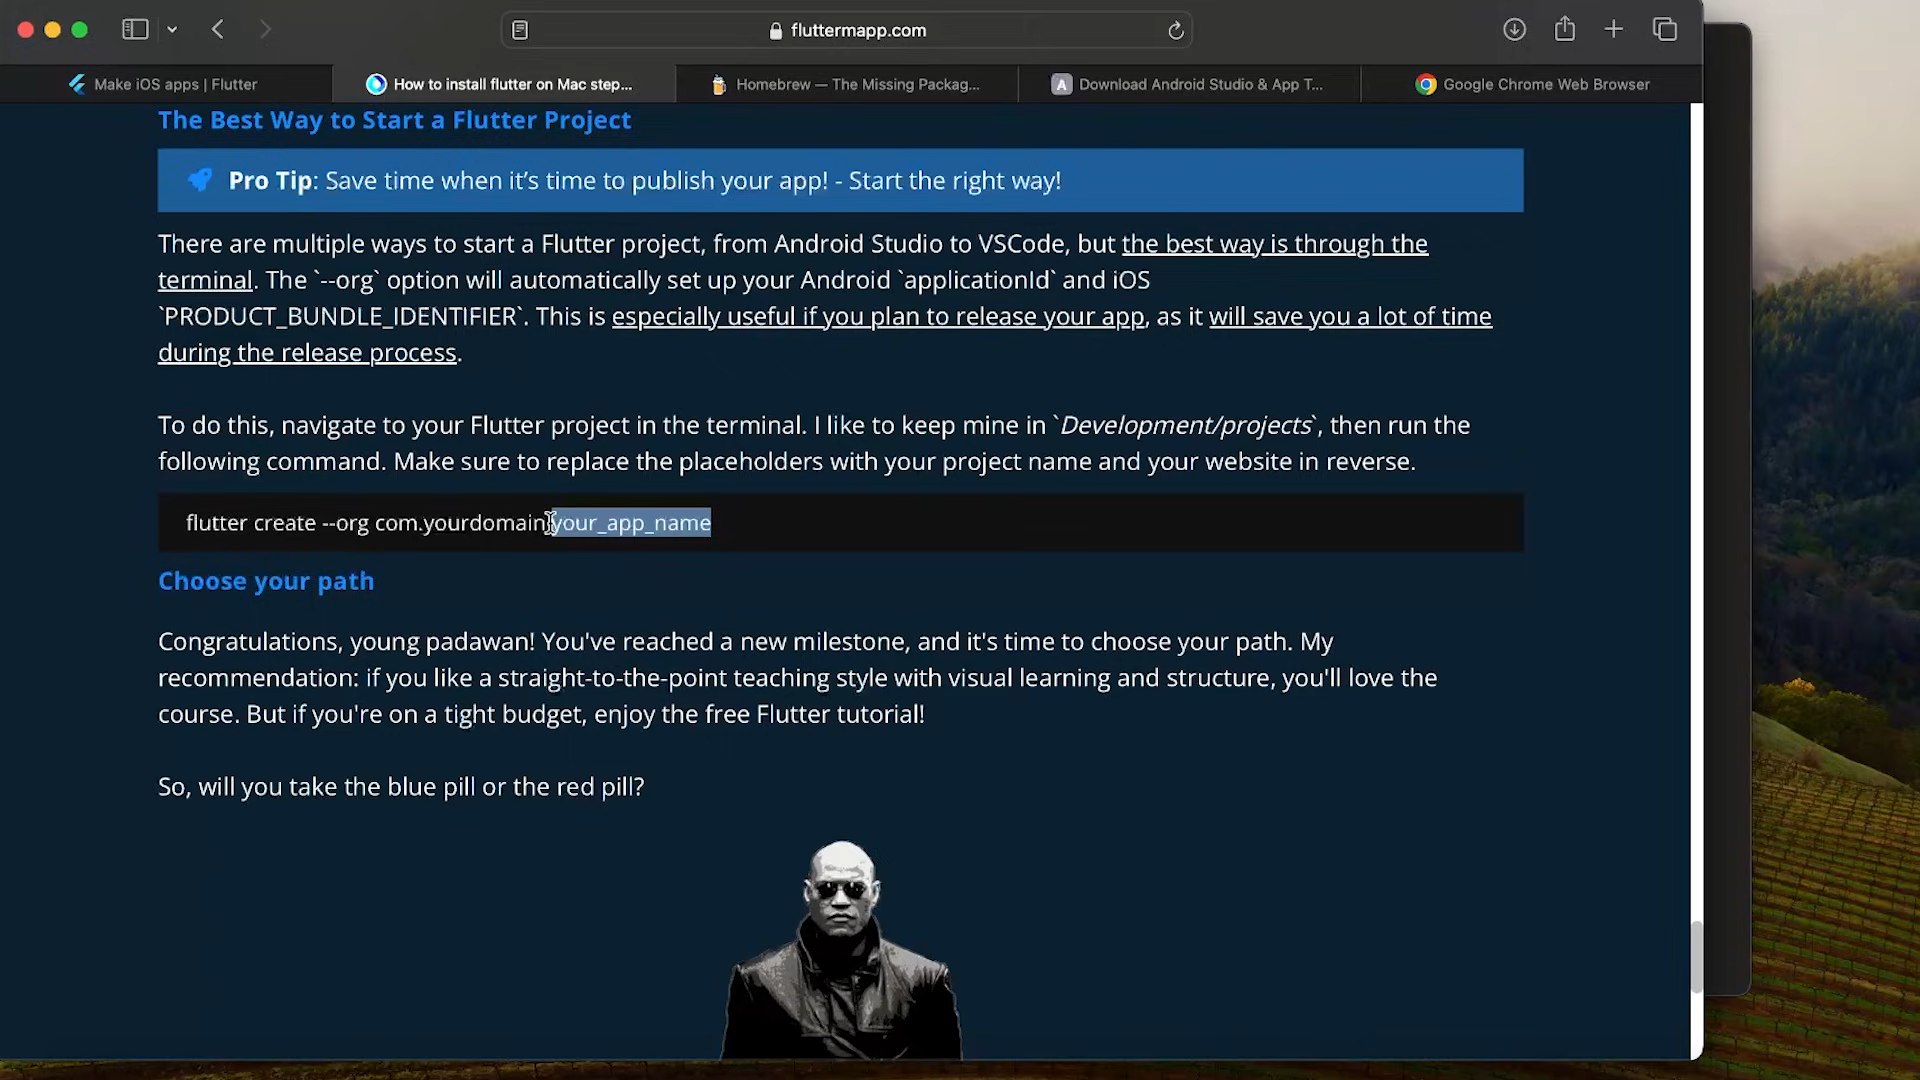 fluttermapp.com
Make iOS apps | Flutter
How to install flutter on Mac step...
Homebrew — The Missing Packag...
A
Download Android Studio & App T...
Google Chrome Web Browser
The Best Way to Start a Flutter Project
Pro Tip: Save time when it’s time to publish your app! - Start the right way!
There are multiple ways to start a Flutter project, from Android Studio to VSCode, but the best way is through the
terminal. The `--org` option will automatically set up your Android `applicationId` and iOS
`PRODUCT_BUNDLE_IDENTIFIER`. This is especially useful if you plan to release your app, as it will save you a lot of time
during the release process.
To do this, navigate to your Flutter project in the terminal. I like to keep mine in `Development/projects`, then run the
following command. Make sure to replace the placeholders with your project name and your website in reverse.
flutter create --org com.yourdomain your_app_name
Choose your path
Congratulations, young padawan! You've reached a new milestone, and it's time to choose your path. My
recommendation: if you like a straight-to-the-point teaching style with visual learning and structure, you'll love the
course. But if you're on a tight budget, enjoy the free Flutter tutorial!
So, will you take the blue pill or the red pill?